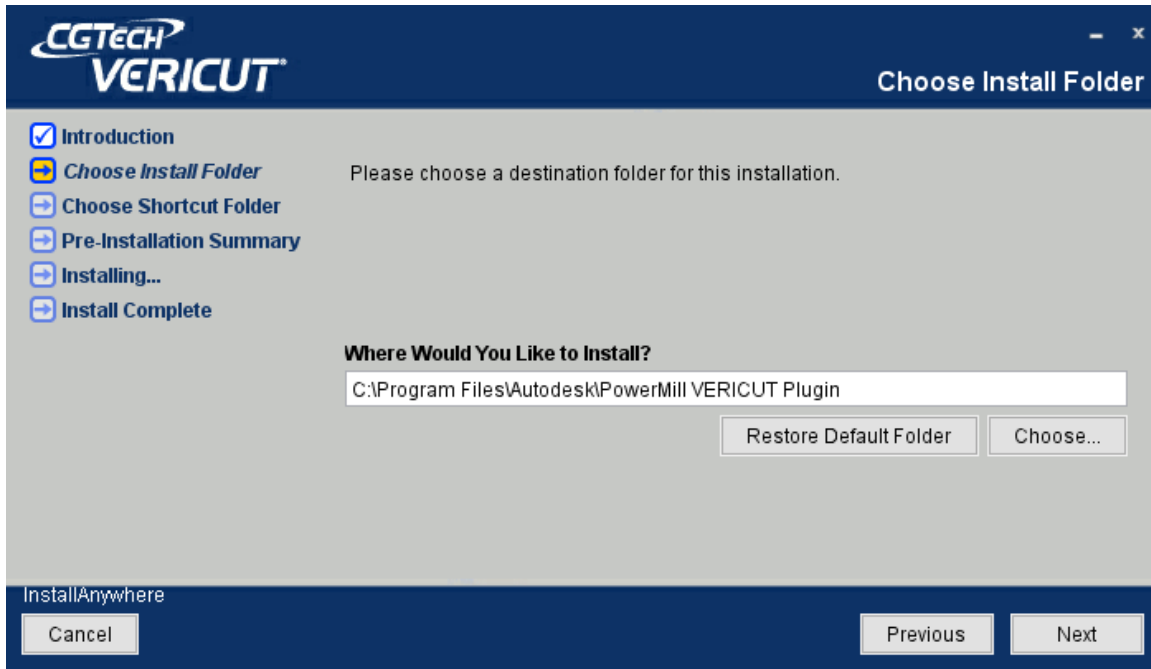 CGTECH
VERICUT®
Choose Install Folder
Introduction
Choose Install Folder
Choose Shortcut Folder
Pre-Installation Summary
Installing...
Install Complete
Please choose a destination folder for this installation.
Where Would You Like to Install?
C:\Program Files\Autodesk\PowerMill VERICUT Plugin
Restore Default Folder
Choose...
InstallAnywhere
Cancel
Previous
Next